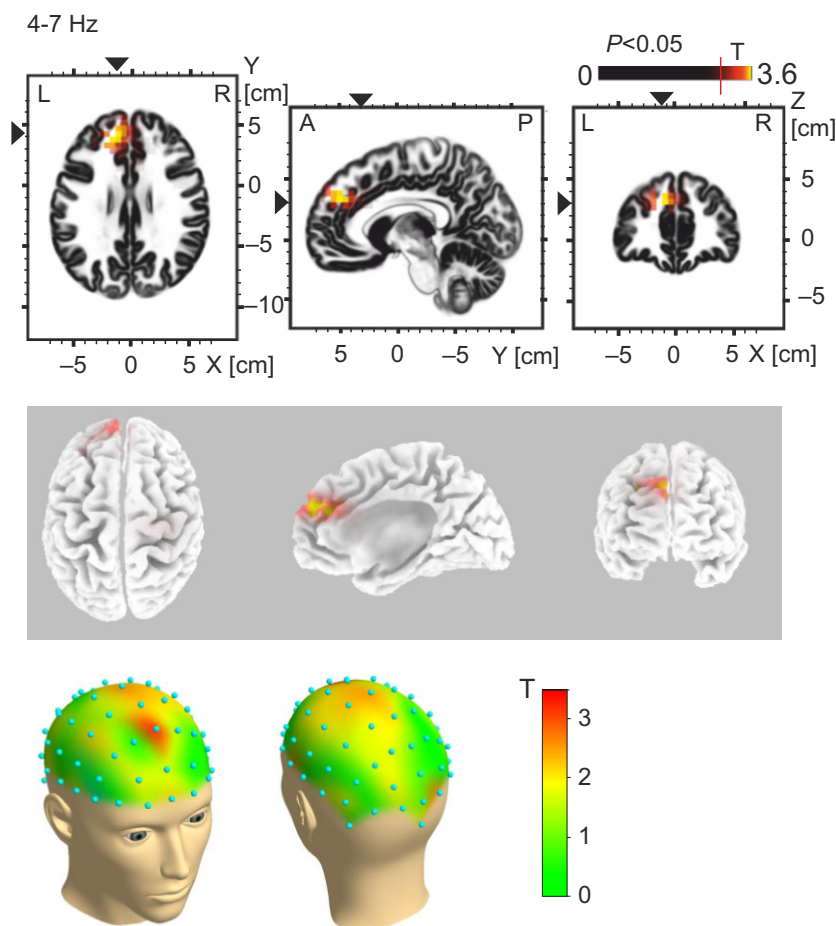 4-7 Hz
P<0.05 T
0 3.6
L R
Y
[cm]
5
0
–5
–10
–5 0 5 X [cm]
A P
5 0 –5 Y [cm]
L R
Z
[cm]
5
0
–5
–5 0 5 X [cm]
T
3
2
1
0